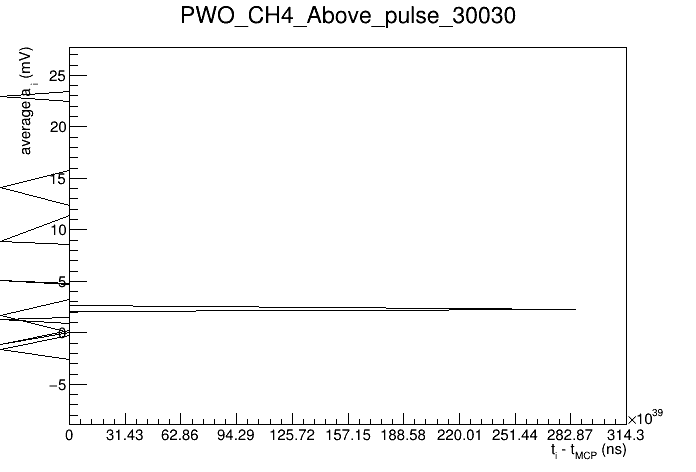 PWO_CH4_Above_pulse_30030
average a_i (mV)
25
20
15
10
5
0
−5
×10^39
0 31.43 62.86 94.29 125.72 157.15 188.58 220.01 251.44 282.87 314.3
t_i - t_MCP (ns)